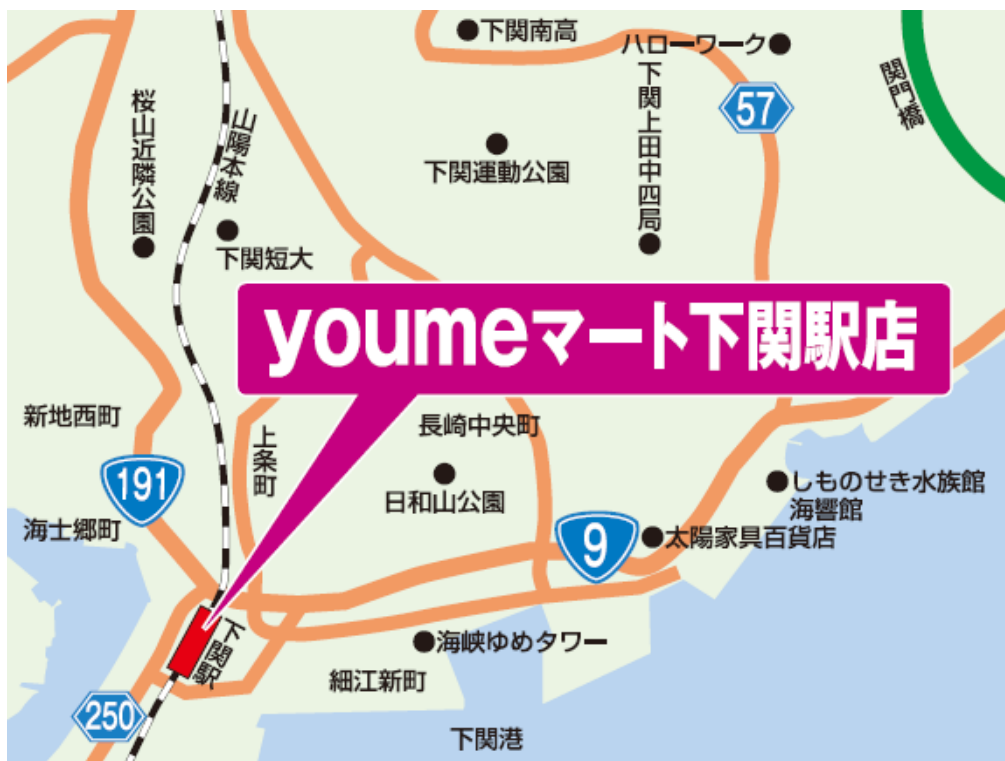 下関南高
ハローワーク
57
関門橋
桜山近隣公園
山陽本線
下関運動公園
下関上田中四局
下関短大
youmeマート下関駅店
新地西町
上条町
長崎中央町
191
日和山公園
しものせき水族館
海響館
海士郷町
9
太陽家具百貨店
下関駅
海峡ゆめタワー
細江新町
250
下関港